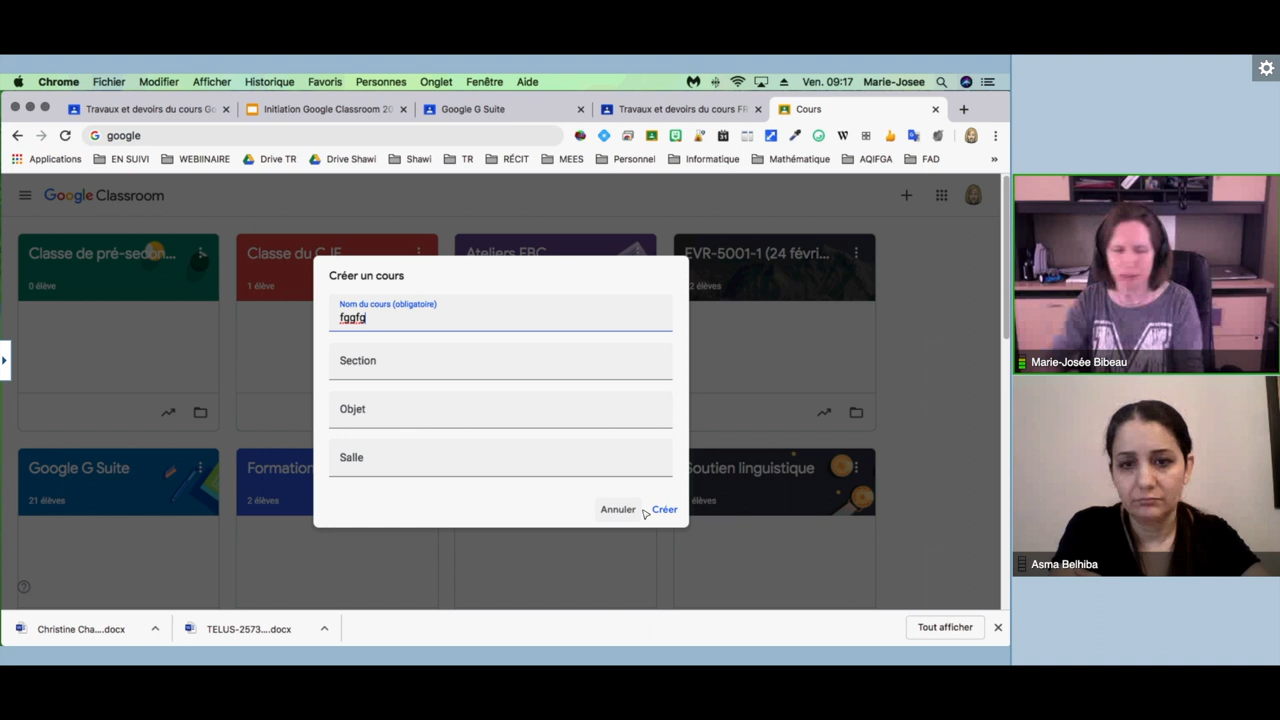 Chrome Fichier Modifier Afficher Historique Favoris Personnes Onglet Fenêtre Aide Ven. 09:17 Marie-Josee
Travaux et devoirs du cours Go Initiation Google Classroom 20 Google G Suite Travaux et devoirs du cours FR Cours
google
Applications EN SUIVI WEBINNAIRE Drive TR Drive Shawi Shawi TR RÉCIT MEES Personnel Informatique Mathématique AQIFGA FAD »
Google Classroom
Classe de pré-secon... Classe du CJE Ateliers FBC EVR-5001-1 (24 févri...
0 élève 1 élève 2 élèves
Créer un cours
Nom du cours (obligatoire)
fggfg
Section
Objet
Salle
Annuler Créer
Google G Suite Formation Soutien linguistique
21 élèves 2 élèves élèves
Christine Cha....docx TELUS-2573....docx Tout afficher
Marie-Josée Bibeau
Asma Belhiba